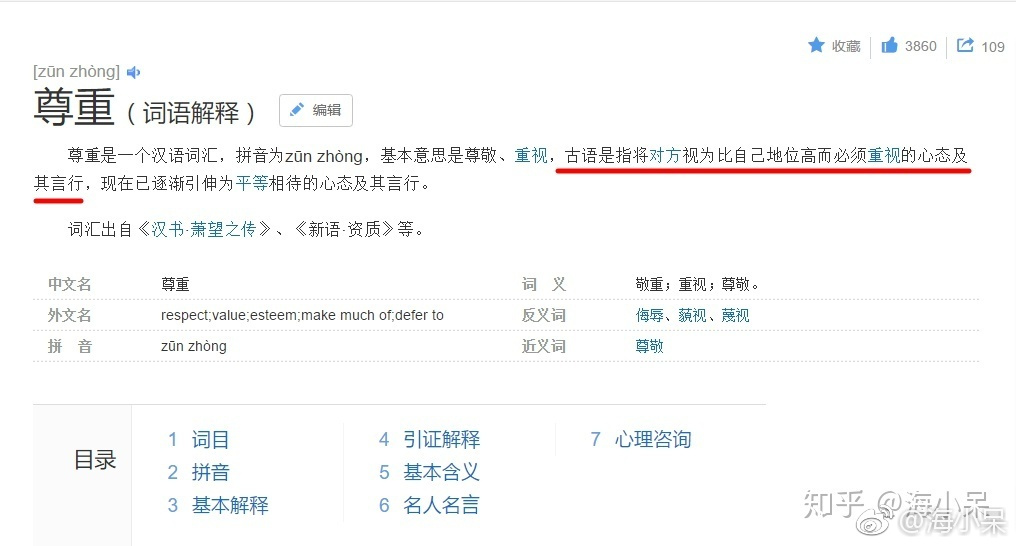 收藏 3860 109
[zūn zhòng]
尊重（词语解释） 编辑
尊重是一个汉语词汇，拼音为zūn zhòng，基本意思是尊敬、重视，古语是指将对方视为比自己地位高而必须重视的心态及
其言行，现在已逐渐引伸为平等相待的心态及其言行。
词汇出自《汉书·萧望之传》、《新语·资质》等。
中文名 尊重 词 义 敬重；重视；尊敬。
外文名 respect;value;esteem;make much of;defer to 反义词 侮辱、藐视、蔑视
拼 音 zūn zhòng 近义词 尊敬
目录
1 词目
2 拼音
3 基本解释
4 引证解释
5 基本含义
6 名人名言
7 心理咨询
知乎 @海小呆
@海小呆